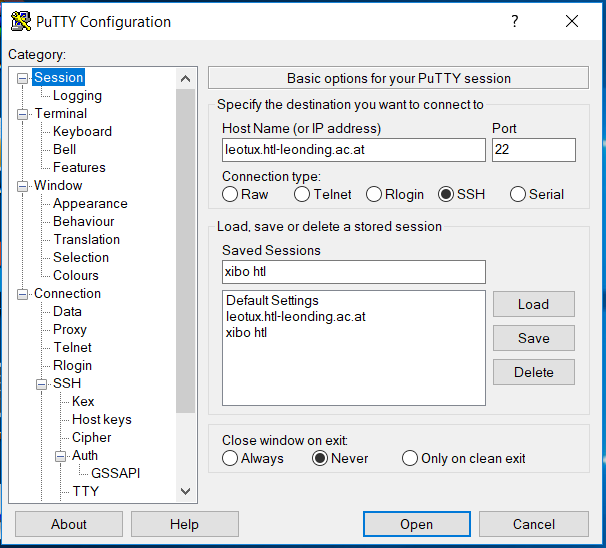 PuTTY Configuration
?
Category:
Session
Logging
Terminal
Keyboard
Bell
Features
Window
Appearance
Behaviour
Translation
Selection
Colours
Connection
Data
Proxy
Telnet
Rlogin
SSH
Kex
Host keys
Cipher
Auth
GSSAPI
TTY
Basic options for your PuTTY session
Specify the destination you want to connect to
Host Name (or IP address) Port
leotux.htl-leonding.ac.at 22
Connection type:
Raw Telnet Rlogin SSH Serial
Load, save or delete a stored session
Saved Sessions
xibo htl
Default Settings
leotux.htl-leonding.ac.at
xibo htl
Load
Save
Delete
Close window on exit:
Always Never Only on clean exit
About Help Open Cancel